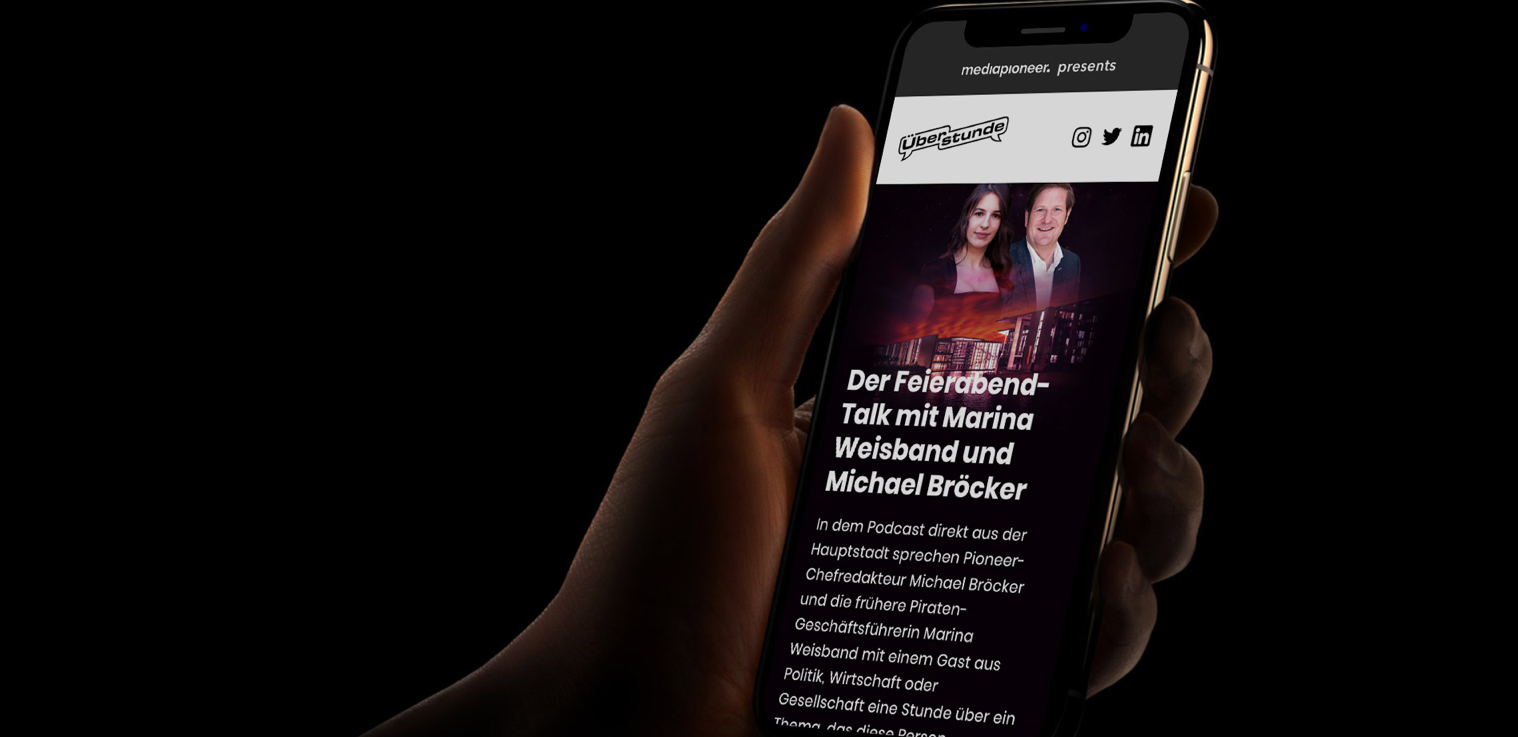 mediapioneer. presents
Überstunde
Der Feierabend-
Talk mit Marina
Weisband und
Michael Bröcker
In dem Podcast direkt aus der
Hauptstadt sprechen Pioneer-
Chefredakteur Michael Bröcker
und die frühere Piraten-
Geschäftsführerin Marina
Weisband mit einem Gast aus
Politik, Wirtschaft oder
Gesellschaft eine Stunde über ein
Thema, das diese Person